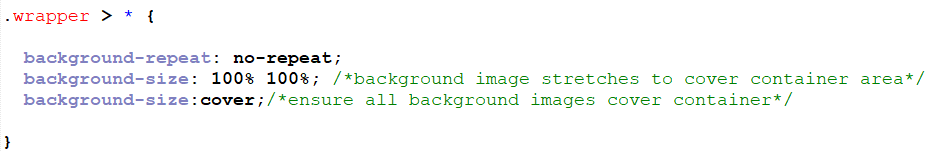 .wrapper > * {
background-repeat: no-repeat;
background-size: 100% 100%; /*background image stretches to cover container area*/
background-size:cover;/*ensure all background images cover container*/
}